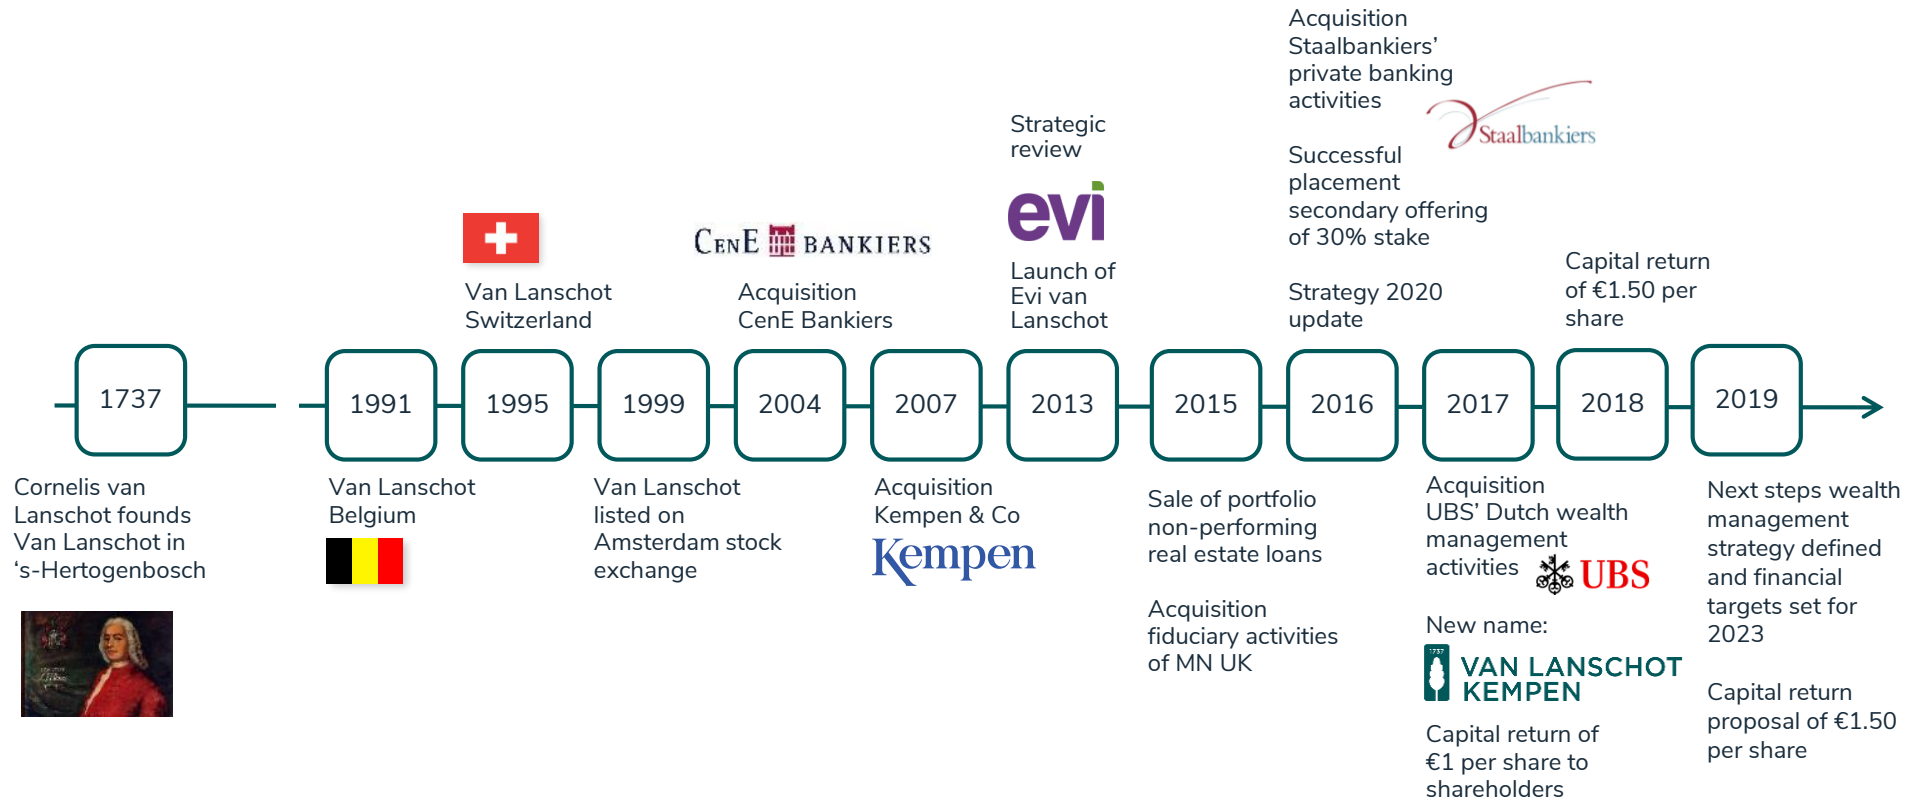 1737
Cornelis van
Lanschot founds
Van Lanschot in
‘s-Hertogenbosch
1991
Van Lanschot
Belgium
Van Lanschot
Switzerland
1995
1999
Van Lanschot
listed on
Amsterdam stock
exchange
CENE BANKIERS
Acquisition
CenE Bankiers
2004
2007
Acquisition
Kempen & Co
Kempen
Strategic
review
evi
Launch of
Evi van
Lanschot
2013
2015
Sale of portfolio
non-performing
real estate loans
Acquisition
fiduciary activities
of MN UK
Acquisition
Staalbankiers’
private banking
activities
Staalbankiers
Successful
placement
secondary offering
of 30% stake
Strategy 2020
update
2016
2017
Acquisition
UBS’ Dutch wealth
management
activities
UBS
New name:
1737
VAN LANSCHOT
KEMPEN
Capital return of
€1 per share to
shareholders
Capital return
of €1.50 per
share
2018
2019
Next steps wealth
management
strategy defined
and financial
targets set for
2023
Capital return
proposal of €1.50
per share